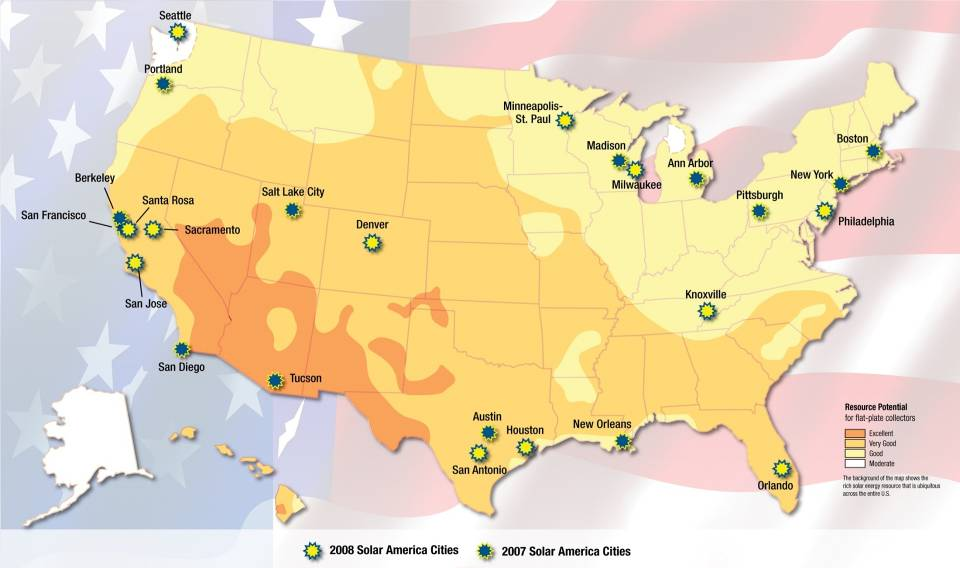 Seattle
Portland
Minneapolis-
St. Paul
Madison
Milwaukee
Ann Arbor
Boston
New York
Pittsburgh
Philadelphia
Berkeley
Santa Rosa
San Francisco
Sacramento
Salt Lake City
Denver
San Jose
Knoxville
San Diego
Tucson
Austin
Houston
New Orleans
San Antonio
Orlando
Resource Potential
for flat-plate collectors
Excellent
Very Good
Good
Moderate
The background of the map shows the
rich solar energy resource that is ubiquitous
across the entire U.S.
2008 Solar America Cities
2007 Solar America Cities